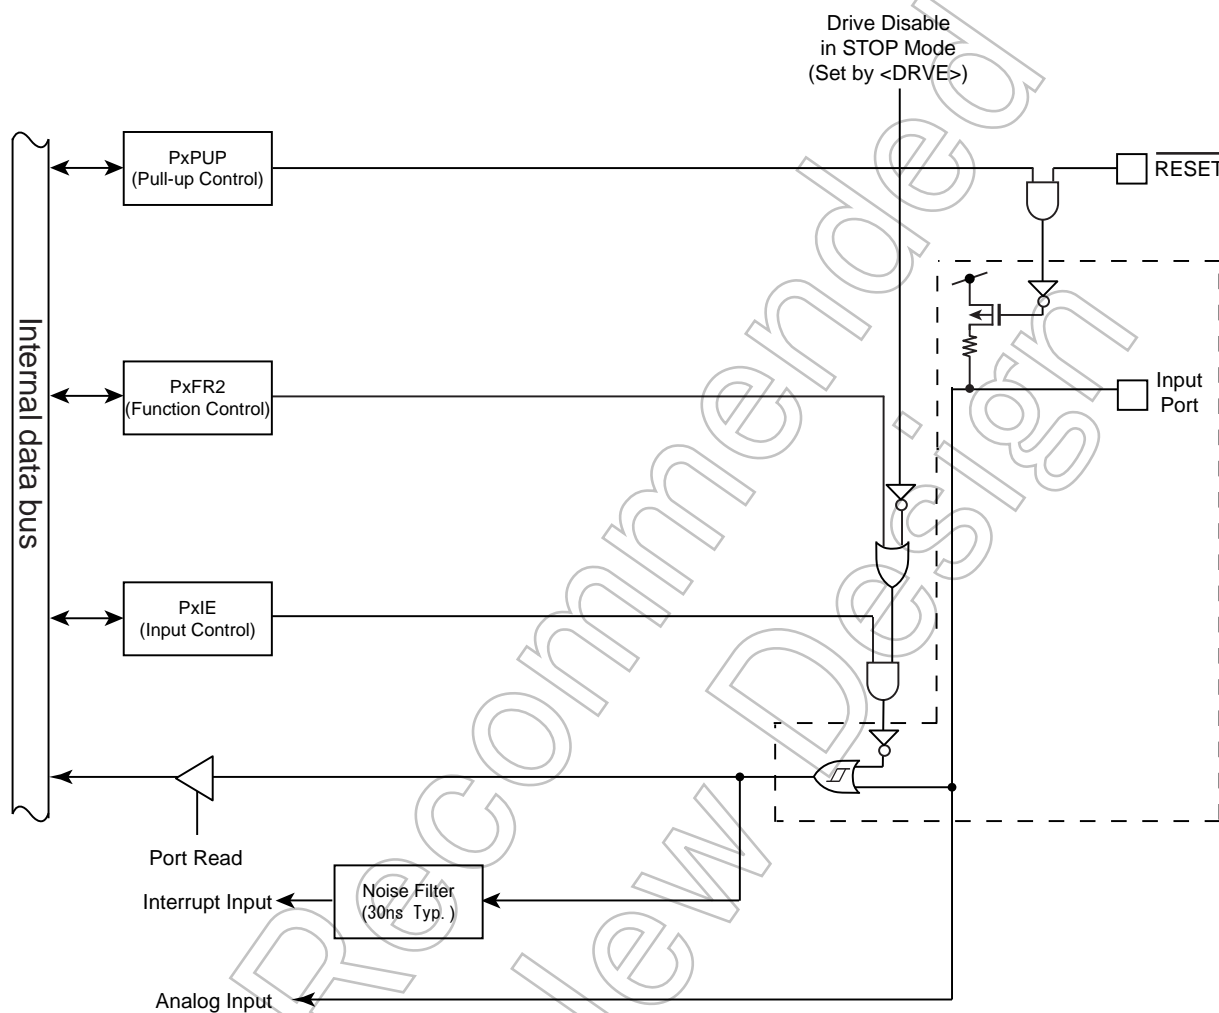 Drive Disable
in STOP Mode
(Set by <DRVE>)
PxPUP
(Pull-up Control)
RESET
Internal data bus
PxFR2
(Function Control)
Input
Port
PxIE
(Input Control)
Port Read
Interrupt Input
Noise Filter
(30ns Typ. )
Analog Input
Recommended
New Design